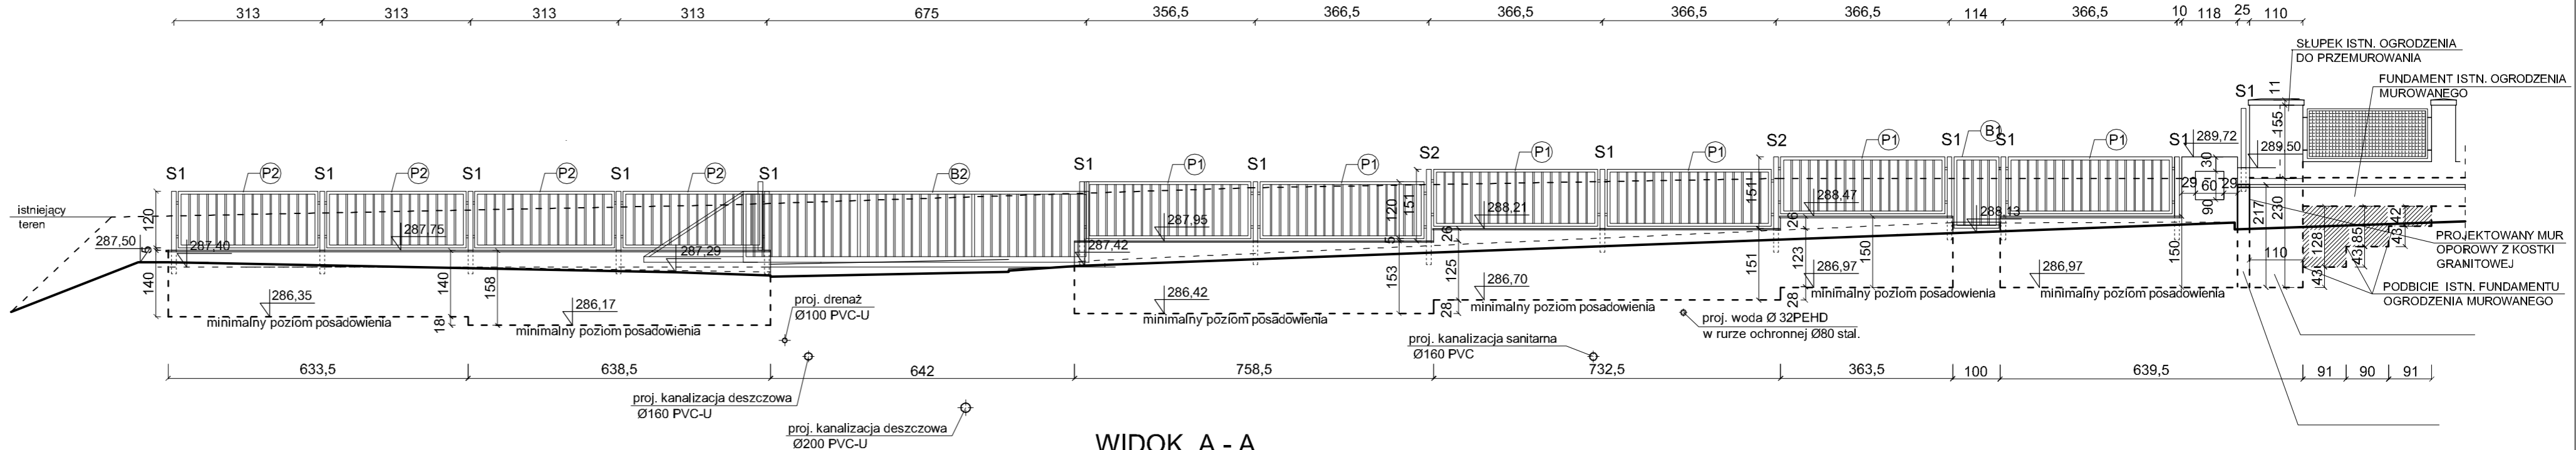 313 313 313 313 675 356,5 366,5 366,5 366,5 366,5 114 366,5 10 118 25 110
SŁUPEK ISTN. OGRODZENIA
DO PRZEMUROWANIA
FUNDAMENT ISTN. OGRODZENIA
MUROWANEGO
S1 11
155
S1 P2 S1 P2 S1 P2 S1 P2 S1 B2 S1 P1 S1 P1 S2 P1 S1 P1 S2 P1 S1 B1 S1 P1 S1 289,72
289,50
30
29 60 29
90
217
230
istniejący
teren
120
287,50
5
287,40
287,75
287,29
287,42
287,95
120
151
5
26
288,21
151
288,47
26
288,13
140
286,35
minimalny poziom posadowienia
140
18
158
286,17
minimalny poziom posadowienia
286,42
minimalny poziom posadowienia
153
125
28
286,70
minimalny poziom posadowienia
151
123
28
150
286,97
minimalny poziom posadowienia
286,97
minimalny poziom posadowienia
150
110
43
128
43
85
43
42
PROJEKTOWANY MUR
OPOROWY Z KOSTKI
GRANITOWEJ
PODBICIE ISTN. FUNDAMENTU
OGRODZENIA MUROWANEGO
proj. drenaż
Ø100 PVC-U
proj. woda Ø 32PEHD
w rurze ochronnej Ø80 stal.
proj. kanalizacja sanitarna
Ø160 PVC
633,5 638,5 642 758,5 732,5 363,5 100 639,5 91 90 91
proj. kanalizacja deszczowa
Ø160 PVC-U
proj. kanalizacja deszczowa
Ø200 PVC-U
WIDOK A - A